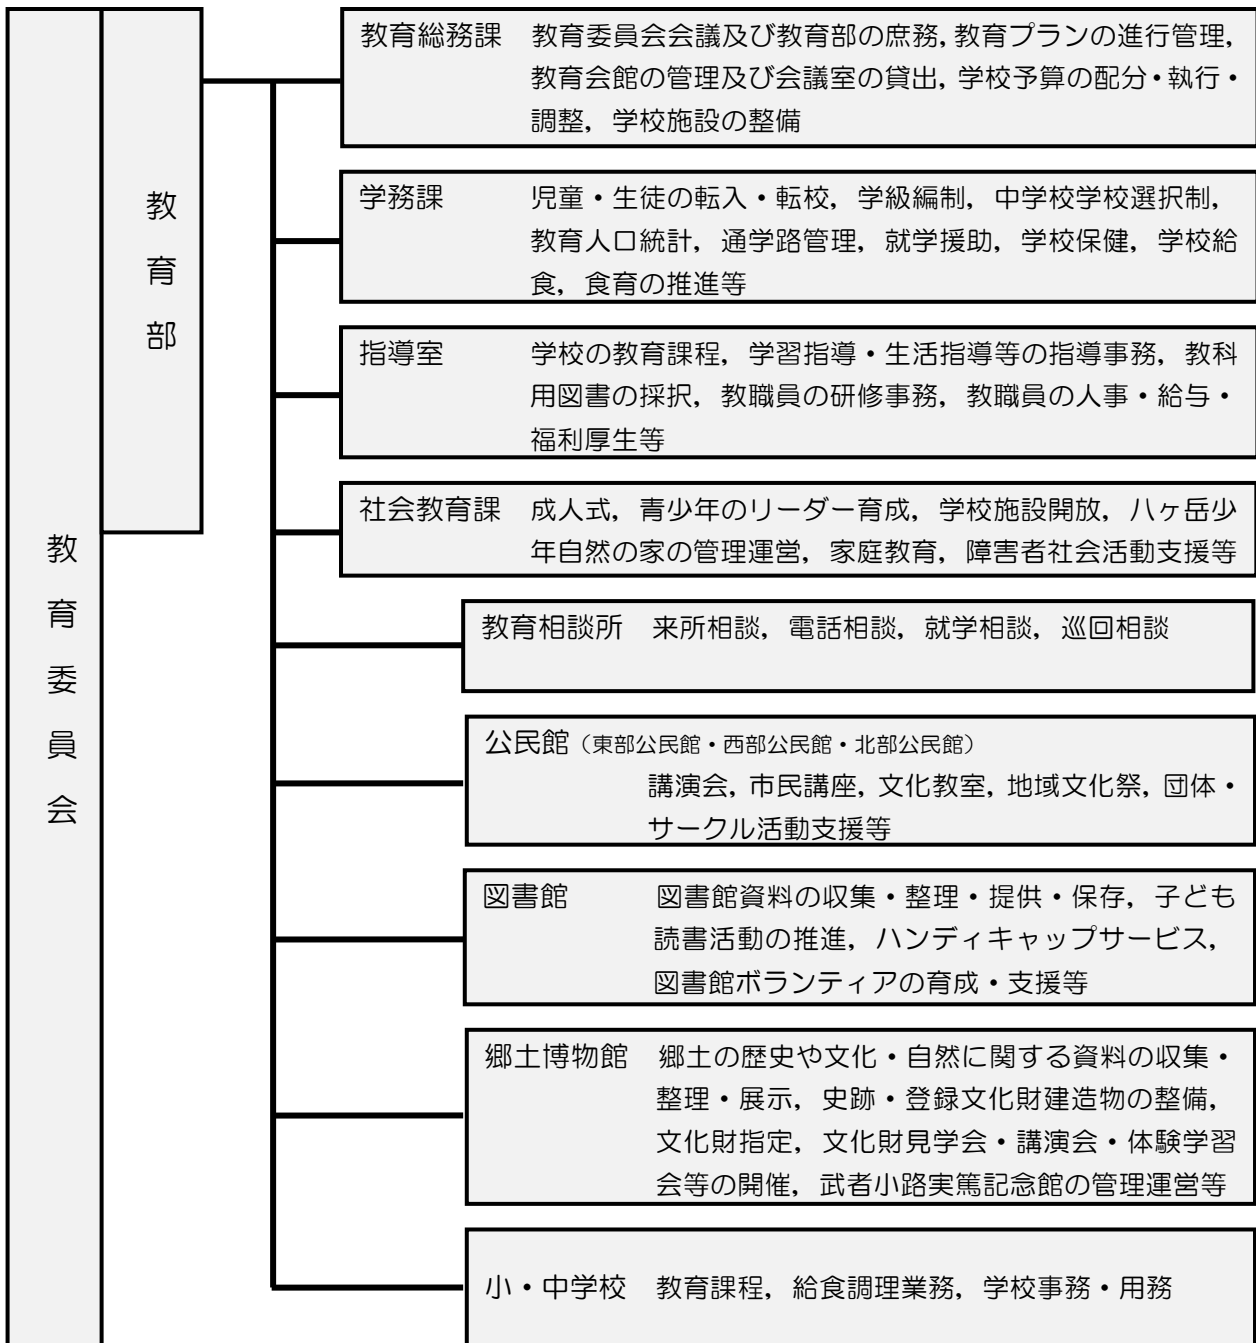 教育委員会
教育部
教育総務課 教育委員会会議及び教育部の庶務,教育プランの進行管理,
教育会館の管理及び会議室の貸出,学校予算の配分・執行・
調整,学校施設の整備
学務課 児童・生徒の転入・転校,学級編制,中学校学校選択制,
教育人口統計,通学路管理,就学援助,学校保健,学校給
食,食育の推進等
指導室 学校の教育課程,学習指導・生活指導等の指導事務,教科
用図書の採択,教職員の研修事務,教職員の人事・給与・
福利厚生等
社会教育課 成人式,青少年のリーダー育成,学校施設開放,八ヶ岳少
年自然の家の管理運営,家庭教育,障害者社会活動支援等
教育相談所 来所相談,電話相談,就学相談,巡回相談
公民館(東部公民館・西部公民館・北部公民館)
講演会,市民講座,文化教室,地域文化祭,団体・
サークル活動支援等
図書館 図書館資料の収集・整理・提供・保存,子ども
読書活動の推進,ハンディキャップサービス,
図書館ボランティアの育成・支援等
郷土博物館 郷土の歴史や文化・自然に関する資料の収集・
整理・展示,史跡・登録文化財建造物の整備,
文化財指定,文化財見学会・講演会・体験学習
会等の開催,武者小路実篤記念館の管理運営等
小・中学校 教育課程,給食調理業務,学校事務・用務